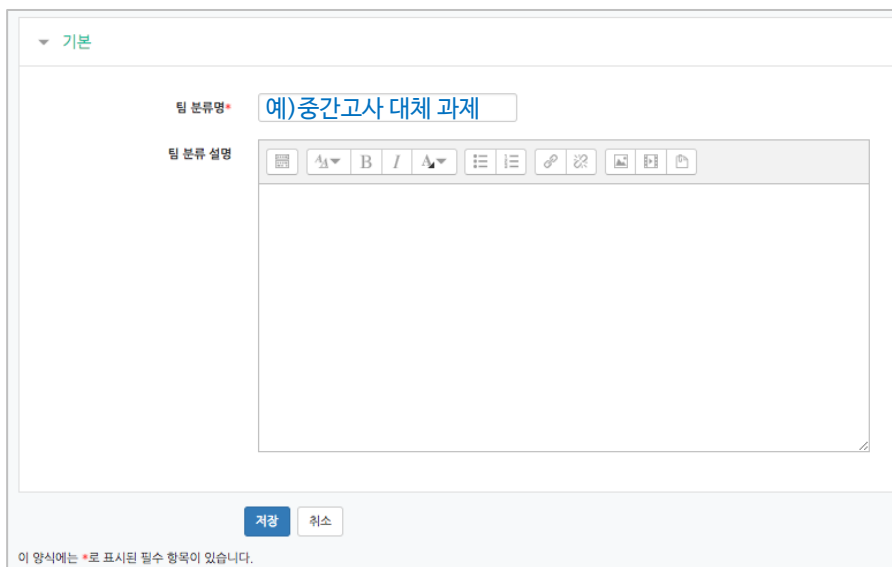 기본
팀 분류명*
예)중간고사 대체 과제
팀 분류 설명
B I A
저장 취소
이 양식에는 *로 표시된 필수 항목이 있습니다.